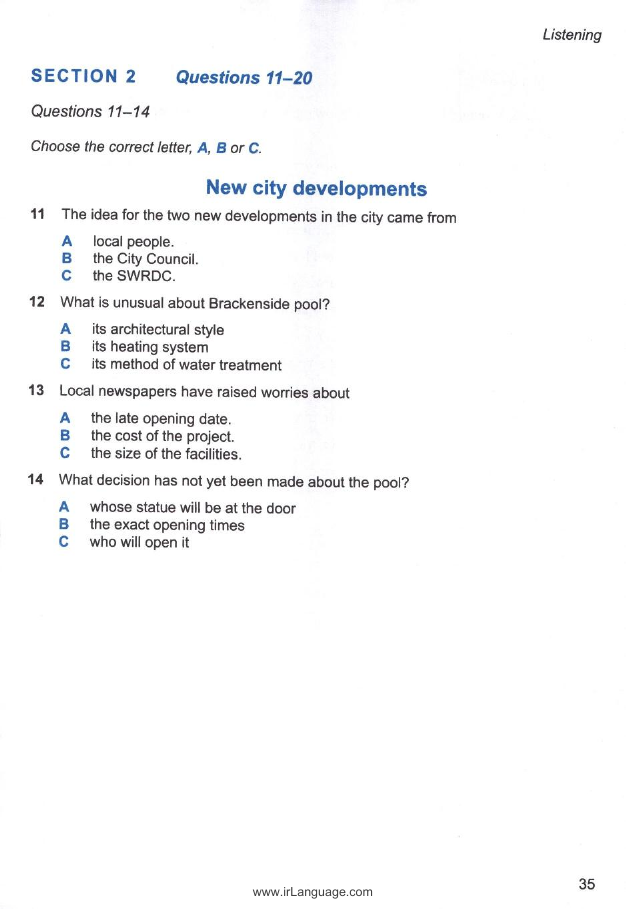 Listening
SECTION 2 Questions 11–20
Questions 11–14
Choose the correct letter, A, B or C.
New city developments
11 The idea for the two new developments in the city came from
A local people.
B the City Council.
C the SWRDC.
12 What is unusual about Brackenside pool?
A its architectural style
B its heating system
C its method of water treatment
13 Local newspapers have raised worries about
A the late opening date.
B the cost of the project.
C the size of the facilities.
14 What decision has not yet been made about the pool?
A whose statue will be at the door
B the exact opening times
C who will open it
35
www.irLanguage.com